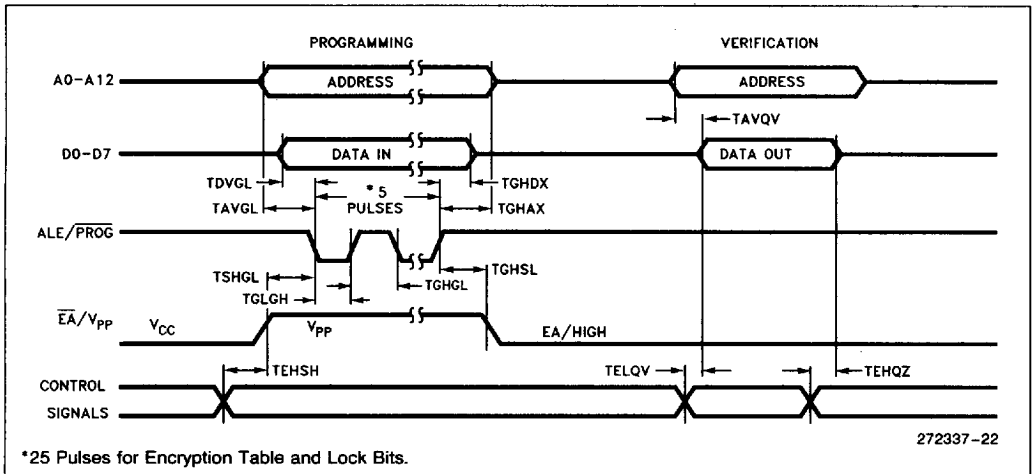 PROGRAMMING VERIFICATION
A0-A12 ADDRESS ADDRESS
TAVQV
D0-D7 DATA IN DATA OUT
TDVGL *5 TGHDX
TAVGL PULSES TGHAX
ALE/PROG
TSHGL TGHSL
TGLGH TGHGL
EA/VPP VCC VPP EA/HIGH
TEHSH TELQV TEHQZ
CONTROL
SIGNALS
272337-22
*25 Pulses for Encryption Table and Lock Bits.